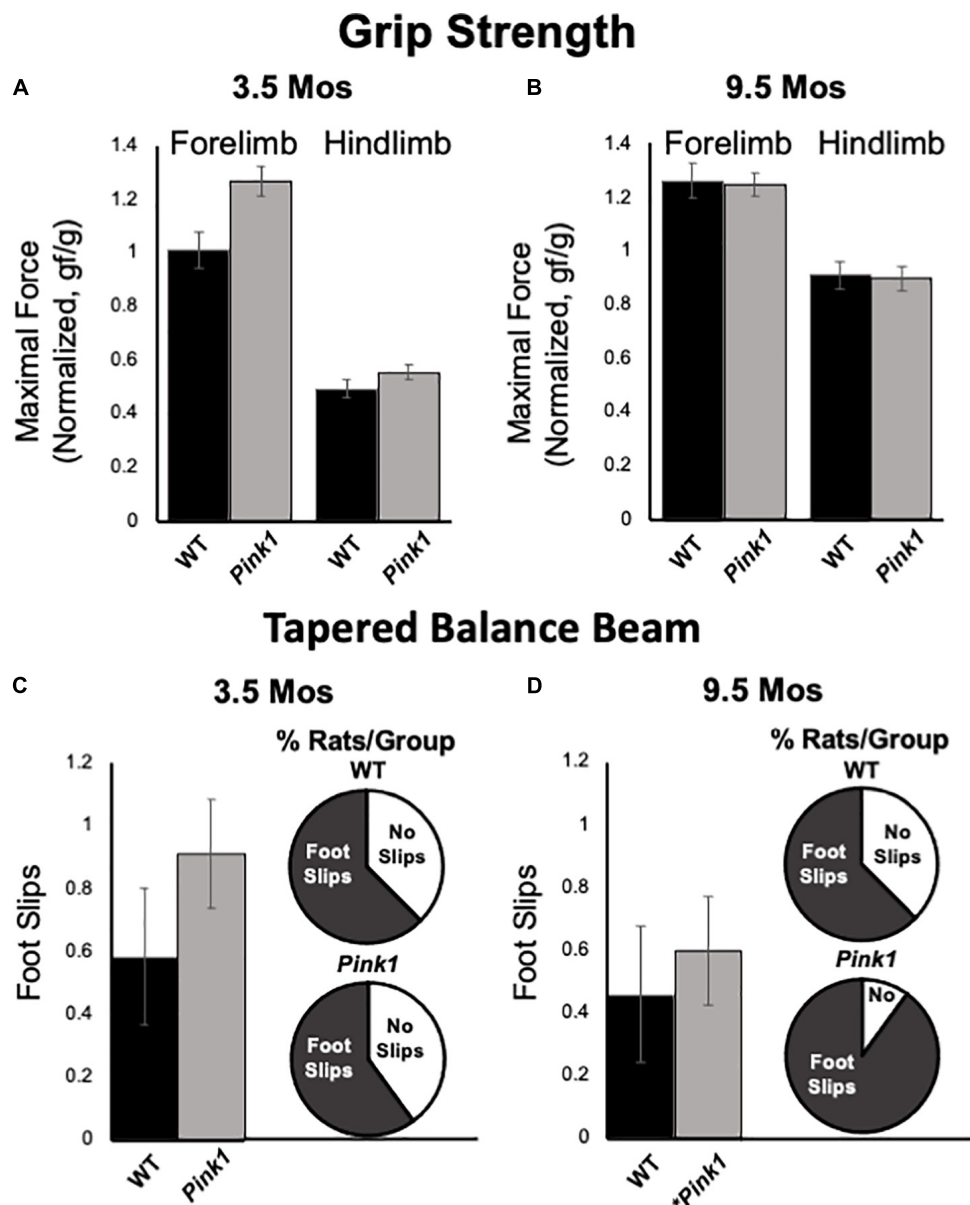 Grip Strength
A
3.5 Mos
Forelimb Hindlimb
Maximal Force
(Normalized, gf/g)
1.4
1.2
1
0.8
0.6
0.4
0.2
0
WT
Pink1
WT
Pink1
B
9.5 Mos
Forelimb Hindlimb
Maximal Force
(Normalized, gf/g)
1.4
1.2
1
0.8
0.6
0.4
0.2
0
WT
Pink1
WT
Pink1
Tapered Balance Beam
C
3.5 Mos
Foot Slips
1.2
1
0.8
0.6
0.4
0.2
0
WT
Pink1
% Rats/Group
WT
No
Slips
Foot
Slips
Pink1
No
Slips
Foot
Slips
D
9.5 Mos
Foot Slips
1.2
1
0.8
0.6
0.4
0.2
0
WT
*Pink1
% Rats/Group
WT
No
Slips
Foot
Slips
Pink1
No
Foot
Slips